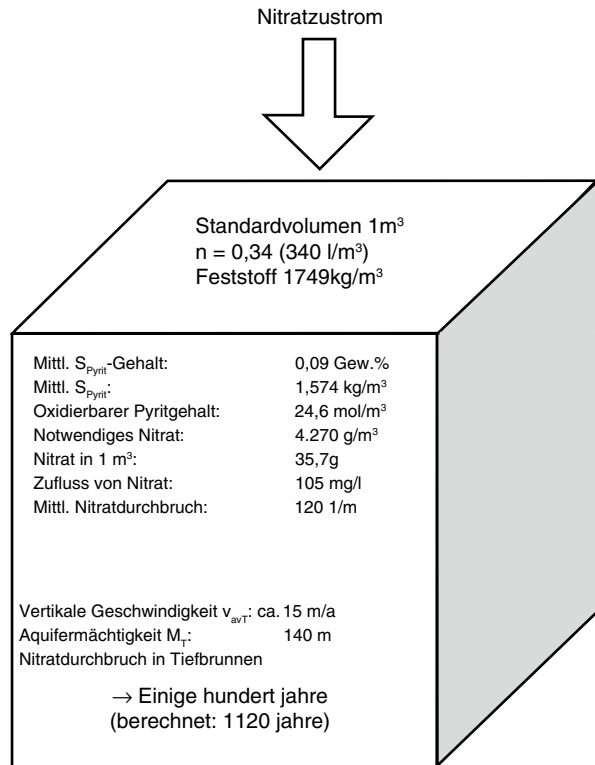 Nitratzustrom
Standardvolumen 1m³
n = 0,34 (340 l/m³)
Feststoff 1749kg/m³
Mittl. S_Pyrit-Gehalt: 0,09 Gew.%
Mittl. S_Pyrit: 1,574 kg/m³
Oxidierbarer Pyritgehalt: 24,6 mol/m³
Notwendiges Nitrat: 4.270 g/m³
Nitrat in 1 m³: 35,7g
Zufluss von Nitrat: 105 mg/l
Mittl. Nitratdurchbruch: 120 1/m
Vertikale Geschwindigkeit v_avT: ca. 15 m/a
Aquifermächtigkeit M_T: 140 m
Nitratdurchbruch in Tiefbrunnen
→ Einige hundert jahre
(berechnet: 1120 jahre)